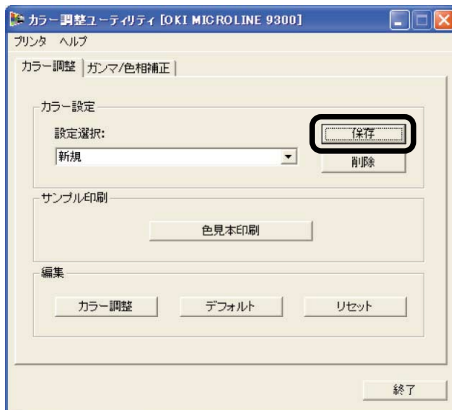 カラー調整ユーティリティ [OKI MICROLINE 9300]
プリンタ ヘルプ
カラー調整 ガンマ/色相補正
カラー設定
設定選択:
保存
新規
削除
サンプル印刷
色見本印刷
編集
カラー調整 デフォルト リセット
終了